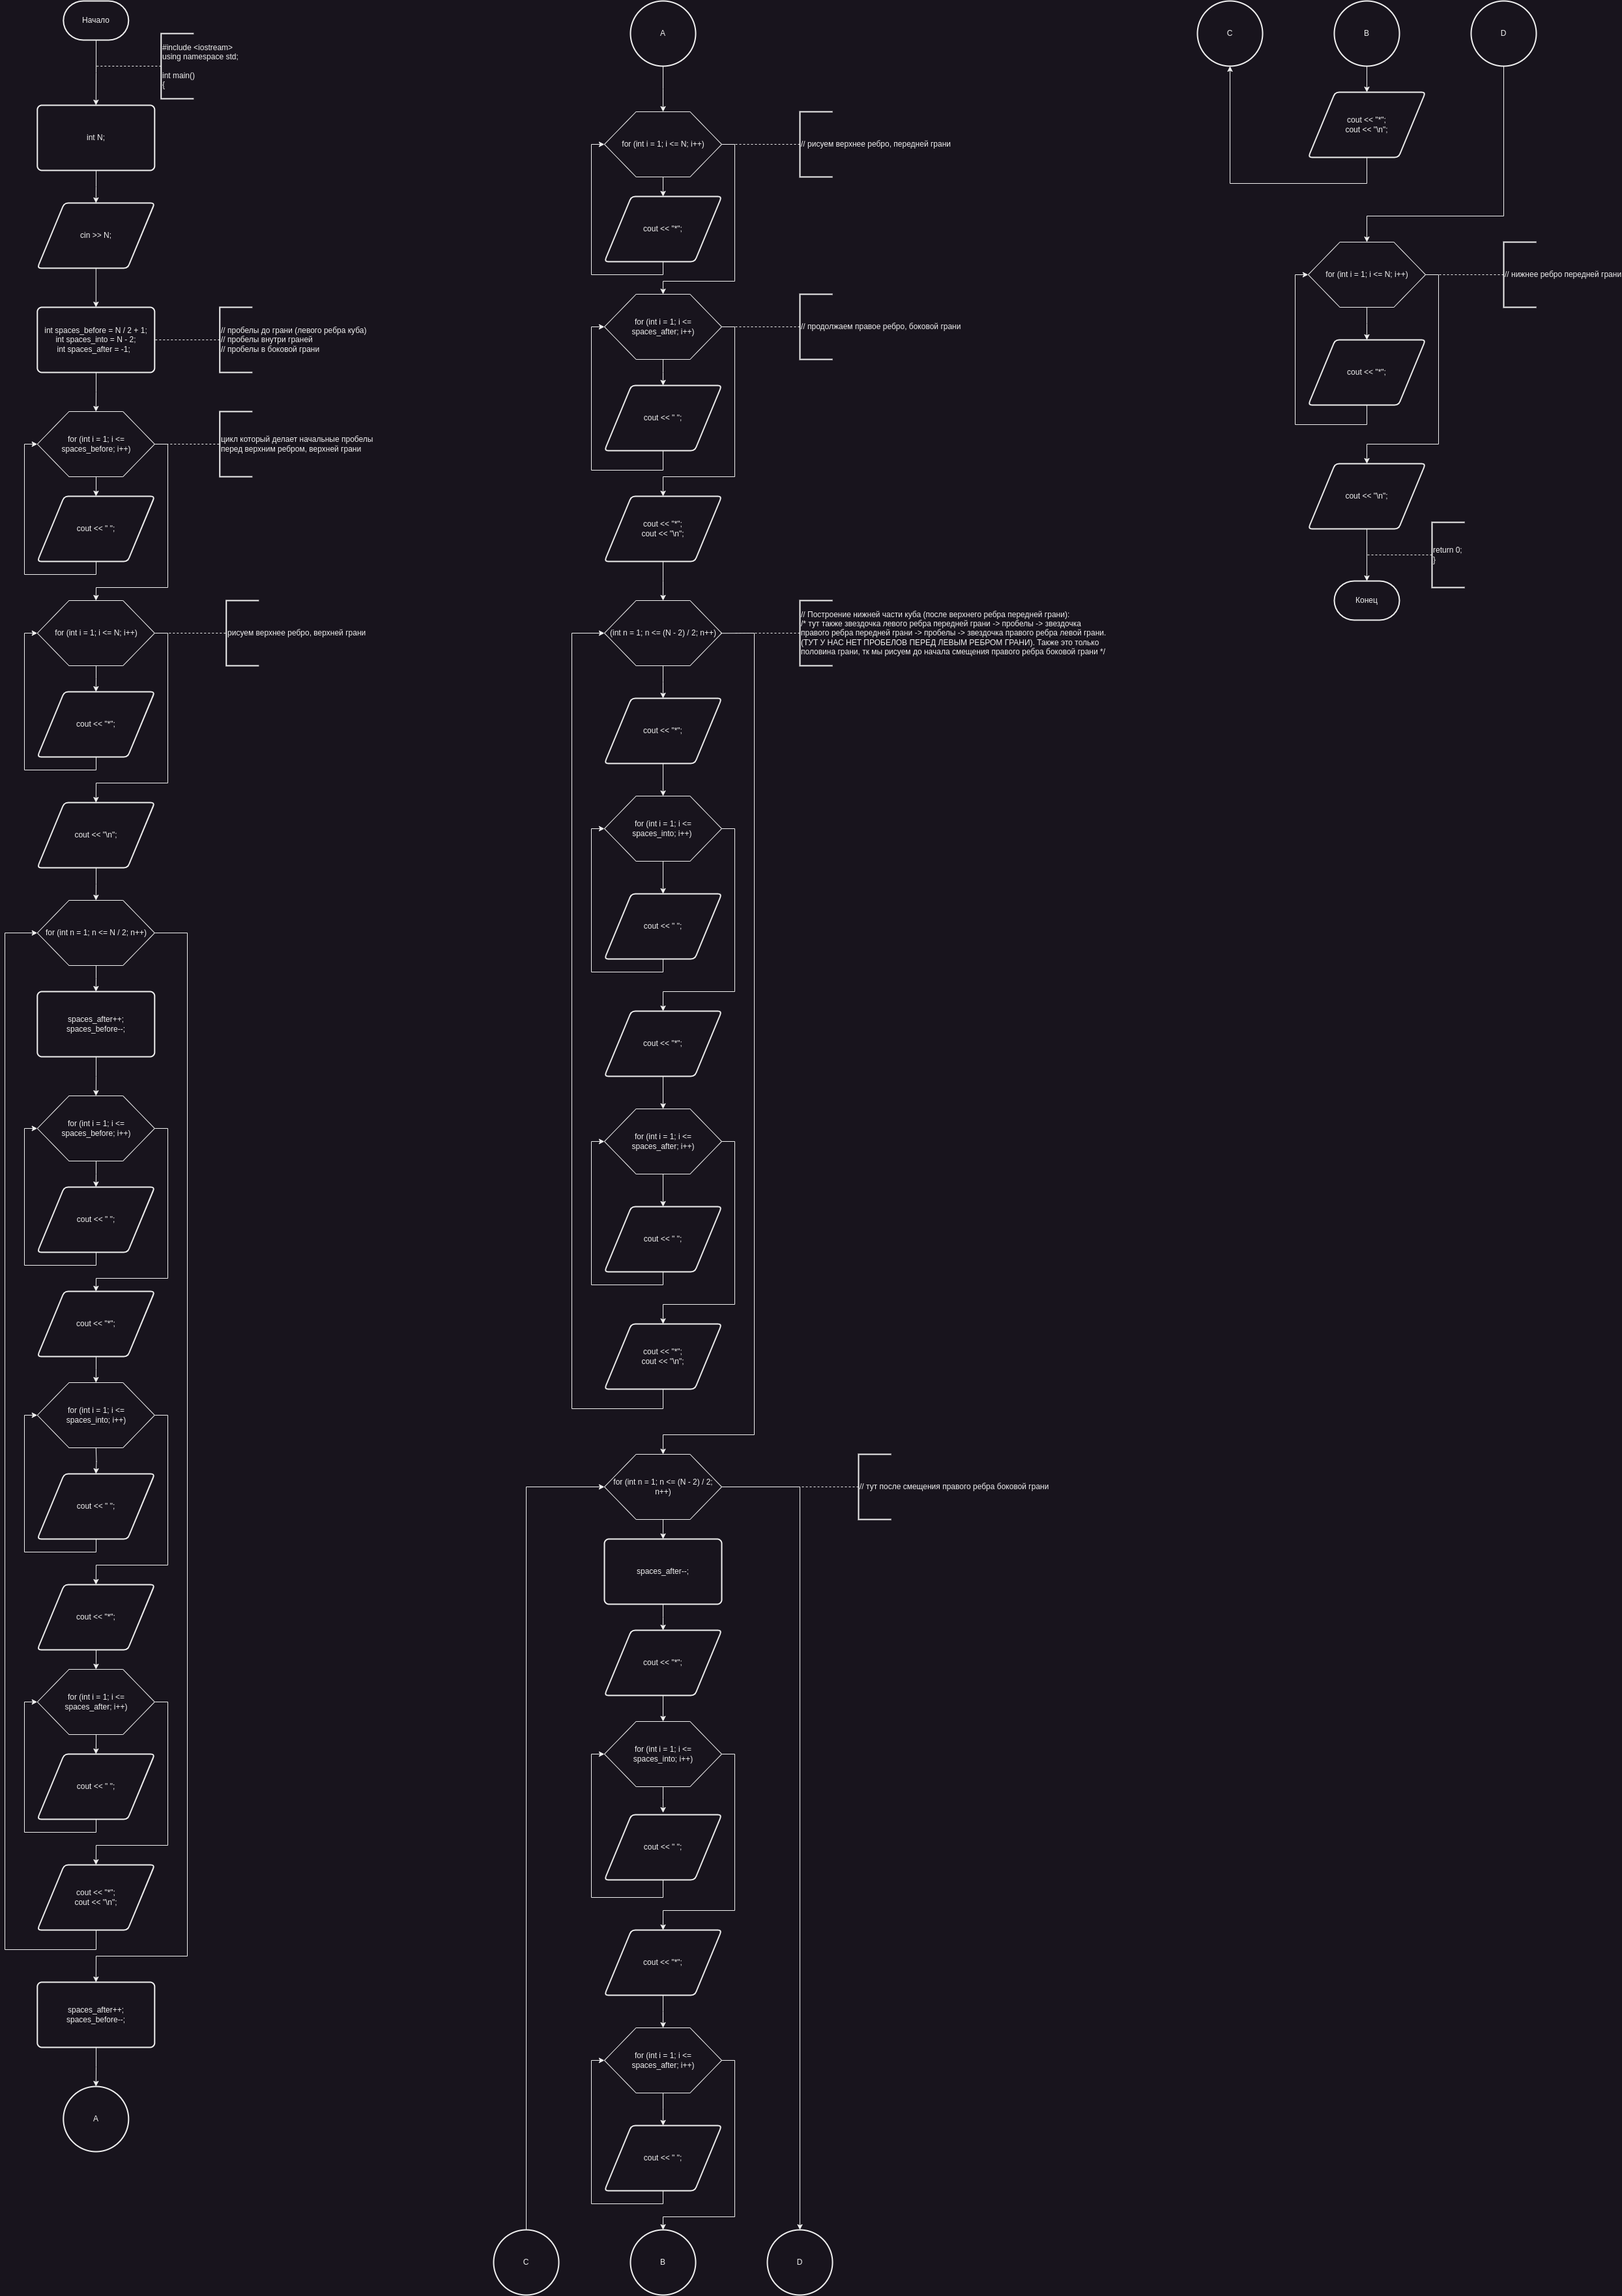 Начало
#include <iostream>
using namespace std;
int main()
{
int N;
cin >> N;
int spaces_before = N / 2 + 1;
int spaces_into = N - 2;
int spaces_after = -1;
// пробелы до грани (левого ребра куба)
// пробелы внутри граней
// пробелы в боковой грани
for (int i = 1; i <=
spaces_before; i++)
цикл который делает начальные пробелы
перед верхним ребром, верхней грани
cout << " ";
for (int i = 1; i <= N; i++)
рисуем верхнее ребро, верхней грани
cout << "*";
cout << "\n";
for (int n = 1; n <= N / 2; n++)
spaces_after++;
spaces_before--;
for (int i = 1; i <=
spaces_before; i++)
cout << " ";
cout << "*";
for (int i = 1; i <=
spaces_into; i++)
cout << " ";
cout << "*";
for (int i = 1; i <=
spaces_after; i++)
cout << " ";
cout << "*";
cout << "\n";
spaces_after++;
spaces_before--;
A
A
for (int i = 1; i <= N; i++)
// рисуем верхнее ребро, передней грани
cout << "*";
for (int i = 1; i <=
spaces_after; i++)
// продолжаем правое ребро, боковой грани
cout << " ";
cout << "*";
cout << "\n";
(int n = 1; n <= (N - 2) / 2; n++)
// Построение нижней части куба (после верхнего ребра передней грани):
/* тут также звездочка левого ребра передней грани -> пробелы -> звездочка
правого ребра передней грани -> пробелы -> звездочка правого ребра левой грани.
(ТУТ У НАС НЕТ ПРОБЕЛОВ ПЕРЕД ЛЕВЫМ РЕБРОМ ГРАНИ). Также это только
половина грани, тк мы рисуем до начала смещения правого ребра боковой грани */
cout << "*";
for (int i = 1; i <=
spaces_into; i++)
cout << " ";
cout << "*";
for (int i = 1; i <=
spaces_after; i++)
cout << " ";
cout << "*";
cout << "\n";
for (int n = 1; n <= (N - 2) / 2;
n++)
// тут после смещения правого ребра боковой грани
spaces_after--;
cout << "*";
for (int i = 1; i <=
spaces_into; i++)
cout << " ";
cout << "*";
for (int i = 1; i <=
spaces_after; i++)
cout << " ";
C
B
D
C
B
D
cout << "*";
cout << "\n";
for (int i = 1; i <= N; i++)
// нижнее ребро передней грани
cout << "*";
cout << "\n";
return 0;
}
Конец